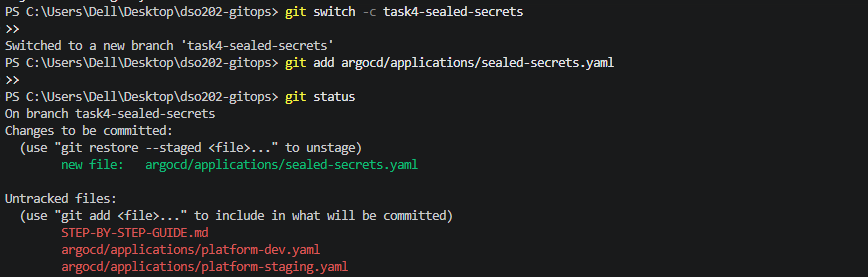 PS C:\Users\Dell\Desktop\dso202-gitops> git switch -c task4-sealed-secrets
>>
Switched to a new branch 'task4-sealed-secrets'
PS C:\Users\Dell\Desktop\dso202-gitops> git add argocd/applications/sealed-secrets.yaml
>>
PS C:\Users\Dell\Desktop\dso202-gitops> git status
On branch task4-sealed-secrets
Changes to be committed:
  (use "git restore --staged <file>..." to unstage)
        new file:   argocd/applications/sealed-secrets.yaml

Untracked files:
  (use "git add <file>..." to include in what will be committed)
        STEP-BY-STEP-GUIDE.md
        argocd/applications/platform-dev.yaml
        argocd/applications/platform-staging.yaml